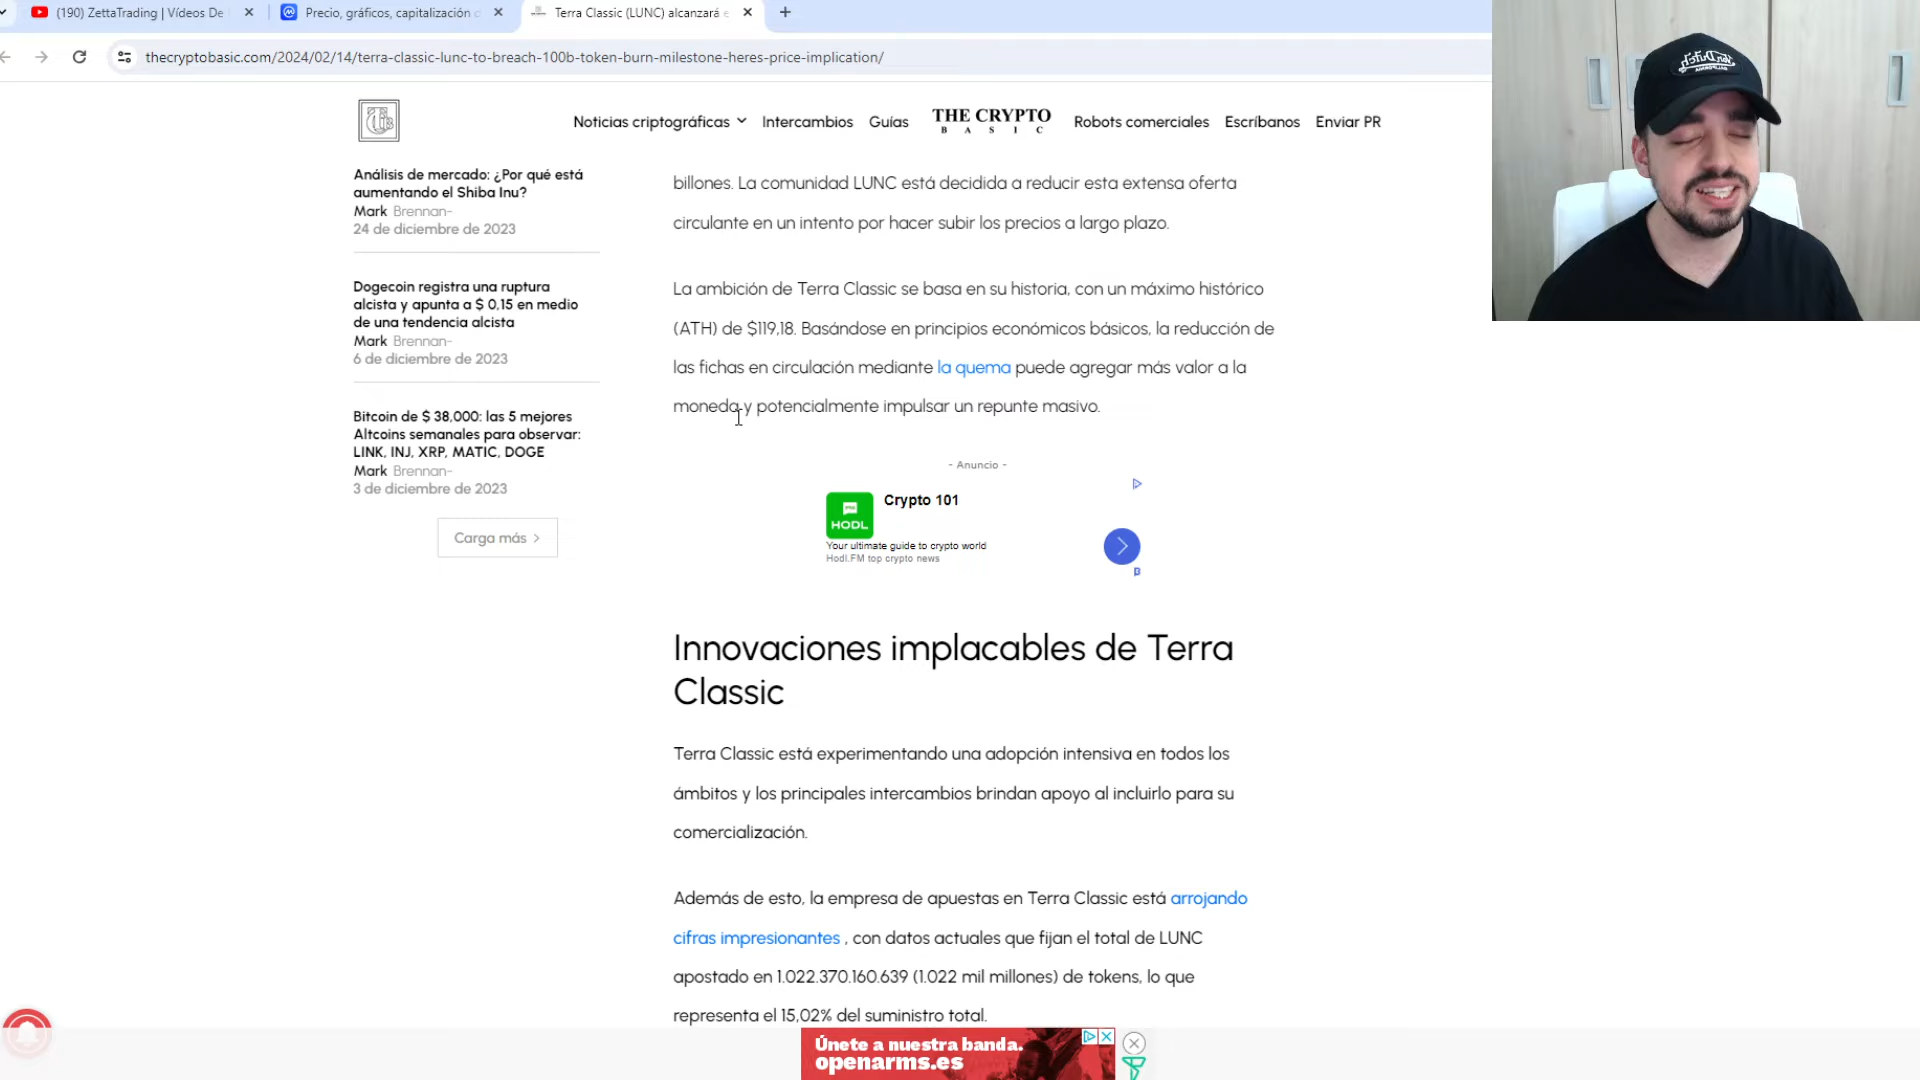 (190) ZettaTrading | Vídeos De
Precio, gráficos, capitalización d
Terra Classic (LUNC) alcanzará e
thecryptobasic.com/2024/02/14/terra-classic-lunc-to-breach-100b-token-burn-milestone-heres-price-implication/
Noticias criptográficas
Intercambios
Guías
THE CRYPTO
BASIC
Robots comerciales
Escríbanos
Enviar PR
Análisis de mercado: ¿Por qué está
aumentando el Shiba Inu?
Mark Brennan-
24 de diciembre de 2023
Dogecoin registra una ruptura
alcista y apunta a $ 0,15 en medio
de una tendencia alcista
Mark Brennan-
6 de diciembre de 2023
Bitcoin de $ 38,000: las 5 mejores
Altcoins semanales para observar:
LINK, INJ, XRP, MATIC, DOGE
Mark Brennan-
3 de diciembre de 2023
Carga más >
billones. La comunidad LUNC está decidida a reducir esta extensa oferta
circulante en un intento por hacer subir los precios a largo plazo.
La ambición de Terra Classic se basa en su historia, con un máximo histórico
(ATH) de $119,18. Basándose en principios económicos básicos, la reducción de
las fichas en circulación mediante la quema puede agregar más valor a la
moneda y potencialmente impulsar un repunte masivo.
- Anuncio -
HODL
Crypto 101
Your ultimate guide to crypto world
Hodl.FM top crypto news
Innovaciones implacables de Terra
Classic
Terra Classic está experimentando una adopción intensiva en todos los
ámbitos y los principales intercambios brindan apoyo al incluirlo para su
comercialización.
Además de esto, la empresa de apuestas en Terra Classic está arrojando
cifras impresionantes , con datos actuales que fijan el total de LUNC
apostado en 1.022.370.160.639 (1.022 mil millones) de tokens, lo que
representa el 15,02% del suministro total.
Únete a nuestra banda.
openarms.es